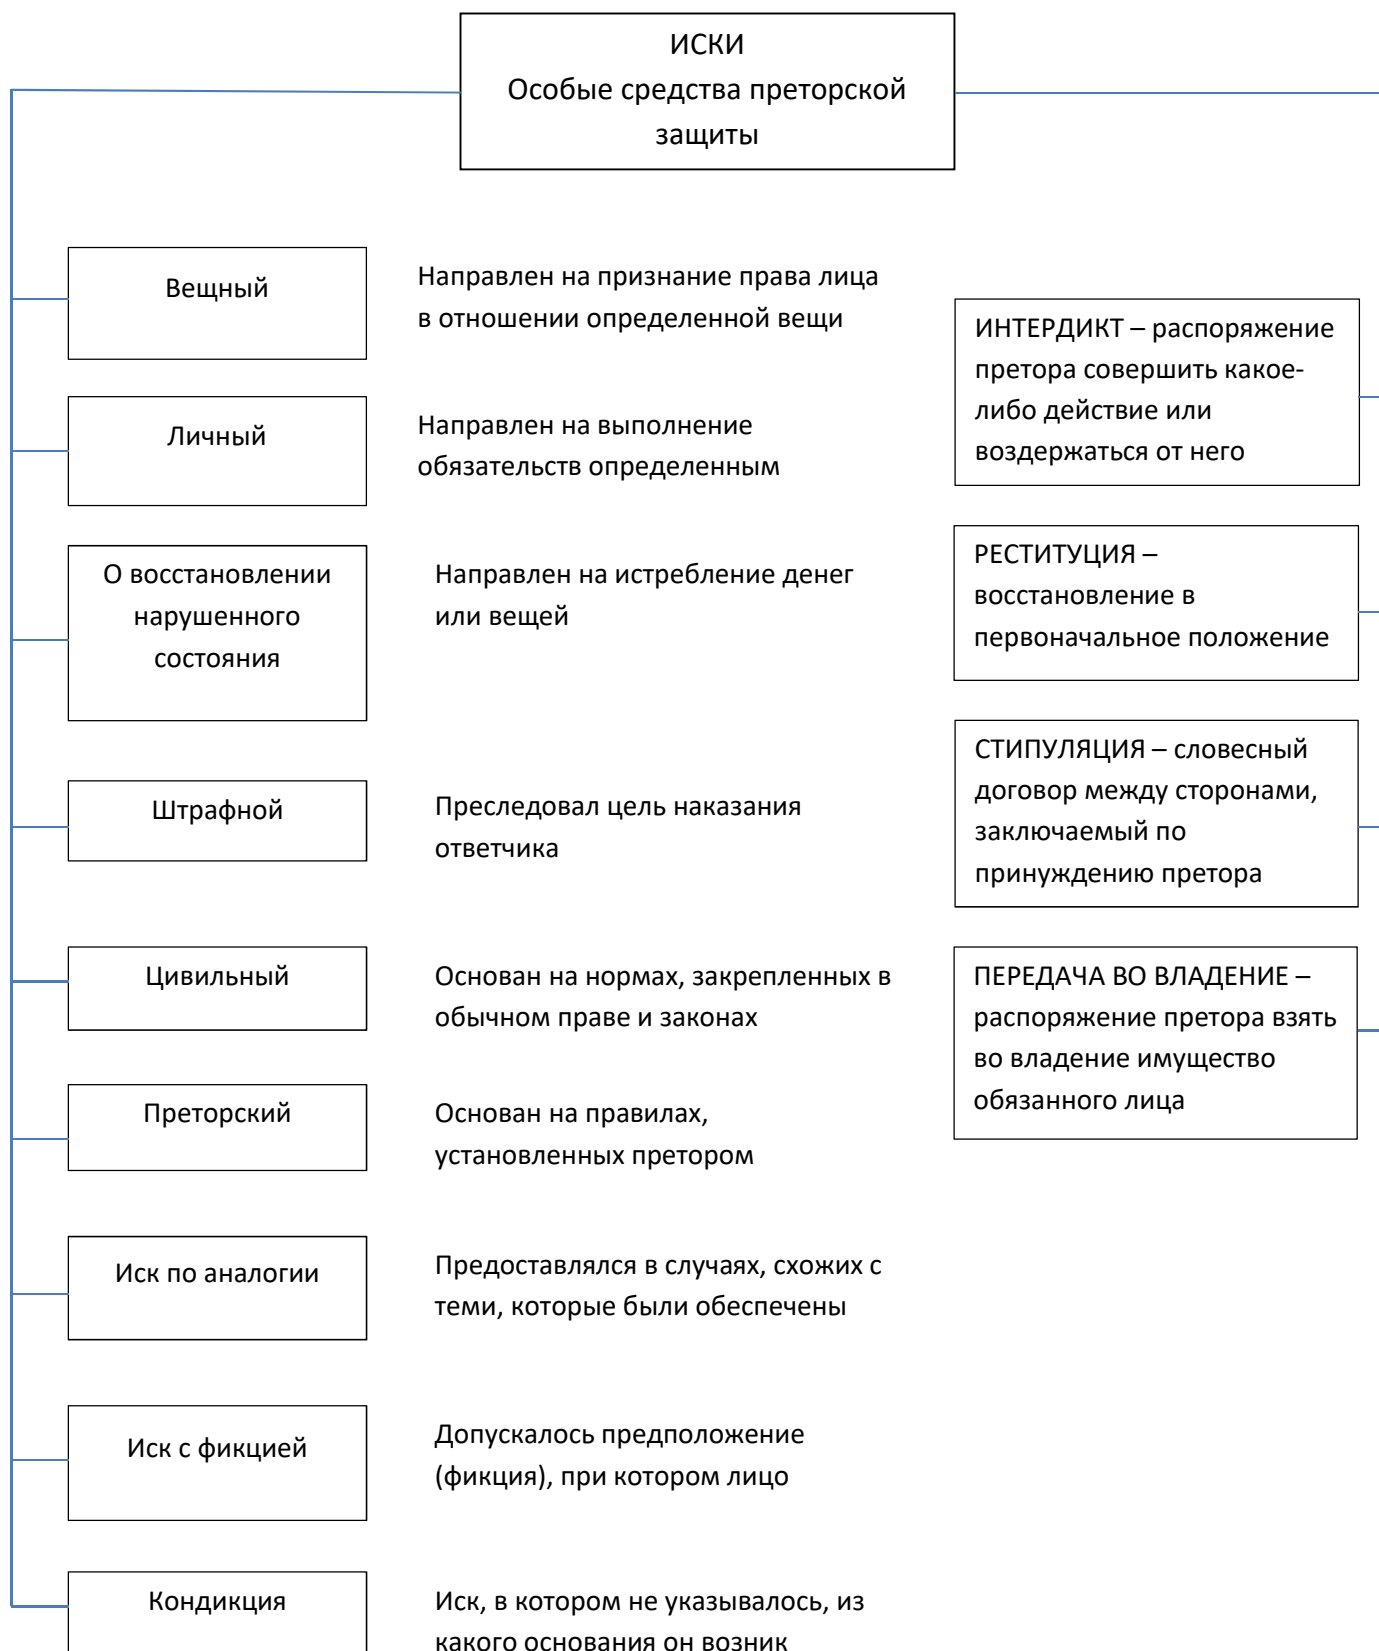 ИСКИ
Особые средства преторской
защиты
Вещный
Направлен на признание права лица
в отношении определенной вещи
Личный
Направлен на выполнение
обязательств определенным
О восстановлении
нарушенного
состояния
Направлен на истребление денег
или вещей
Штрафной
Преследовал цель наказания
ответчика
Цивильный
Основан на нормах, закрепленных в
обычном праве и законах
Преторский
Основан на правилах,
установленных претором
Иск по аналогии
Предоставлялся в случаях, схожих с
теми, которые были обеспечены
Иск с фикцией
Допускалось предположение
(фикция), при котором лицо
Кондикция
Иск, в котором не указывалось, из
какого основания он возник
ИНТЕРДИКТ – распоряжение
претора совершить какое-
либо действие или
воздержаться от него
РЕСТИТУЦИЯ –
восстановление в
первоначальное положение
СТИПУЛЯЦИЯ – словесный
договор между сторонами,
заключаемый по
принуждению претора
ПЕРЕДАЧА ВО ВЛАДЕНИЕ –
распоряжение претора взять
во владение имущество
обязанного лица